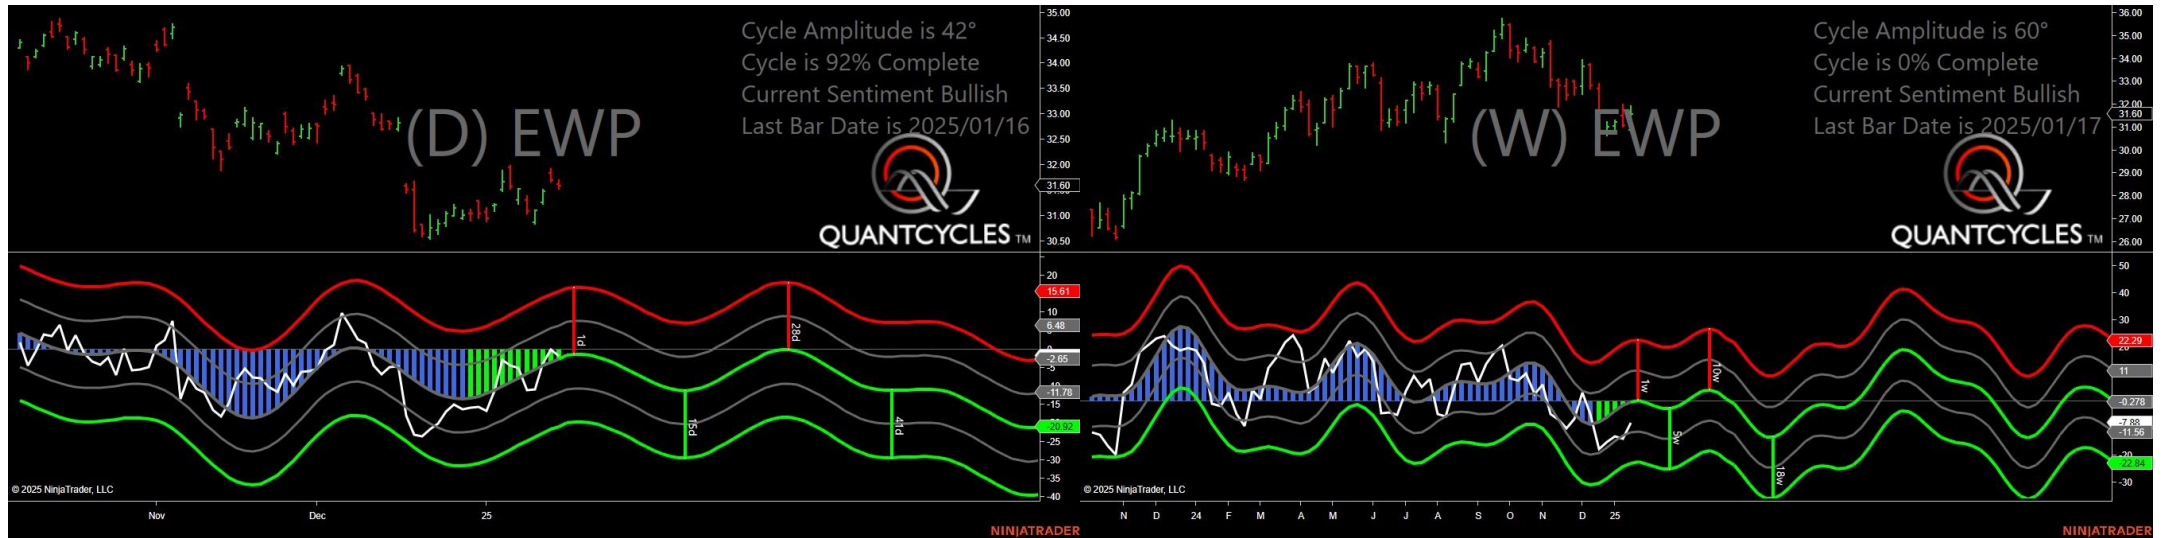 Cycle Amplitude is 42°
Cycle is 92% Complete
Current Sentiment Bullish
Last Bar Date is 2025/01/16
(D) EWP
QUANTCYCLES TM
35.00
34.50
34.00
33.50
33.00
32.50
32.00
31.60
31.00
30.50
20
15.61
10
6.48
-2.65
-5
-11.78
-15
-20.92
-25
-30
-35
-40
1d
15d
28d
41d
© 2025 NinjaTrader, LLC
Nov
Dec
25
NINJATRADER
Cycle Amplitude is 60°
Cycle is 0% Complete
Current Sentiment Bullish
Last Bar Date is 2025/01/17
(W) EWP
QUANTCYCLES TM
36.00
35.00
34.00
33.00
32.00
31.60
31.00
30.00
29.00
28.00
27.00
26.00
50
40
30
22.29
11
-0.278
-7.88
-11.56
-22.84
-30
1w
5w
10w
18w
© 2025 NinjaTrader, LLC
N D 24 F M A M J J A S O N D 25
NINJATRADER